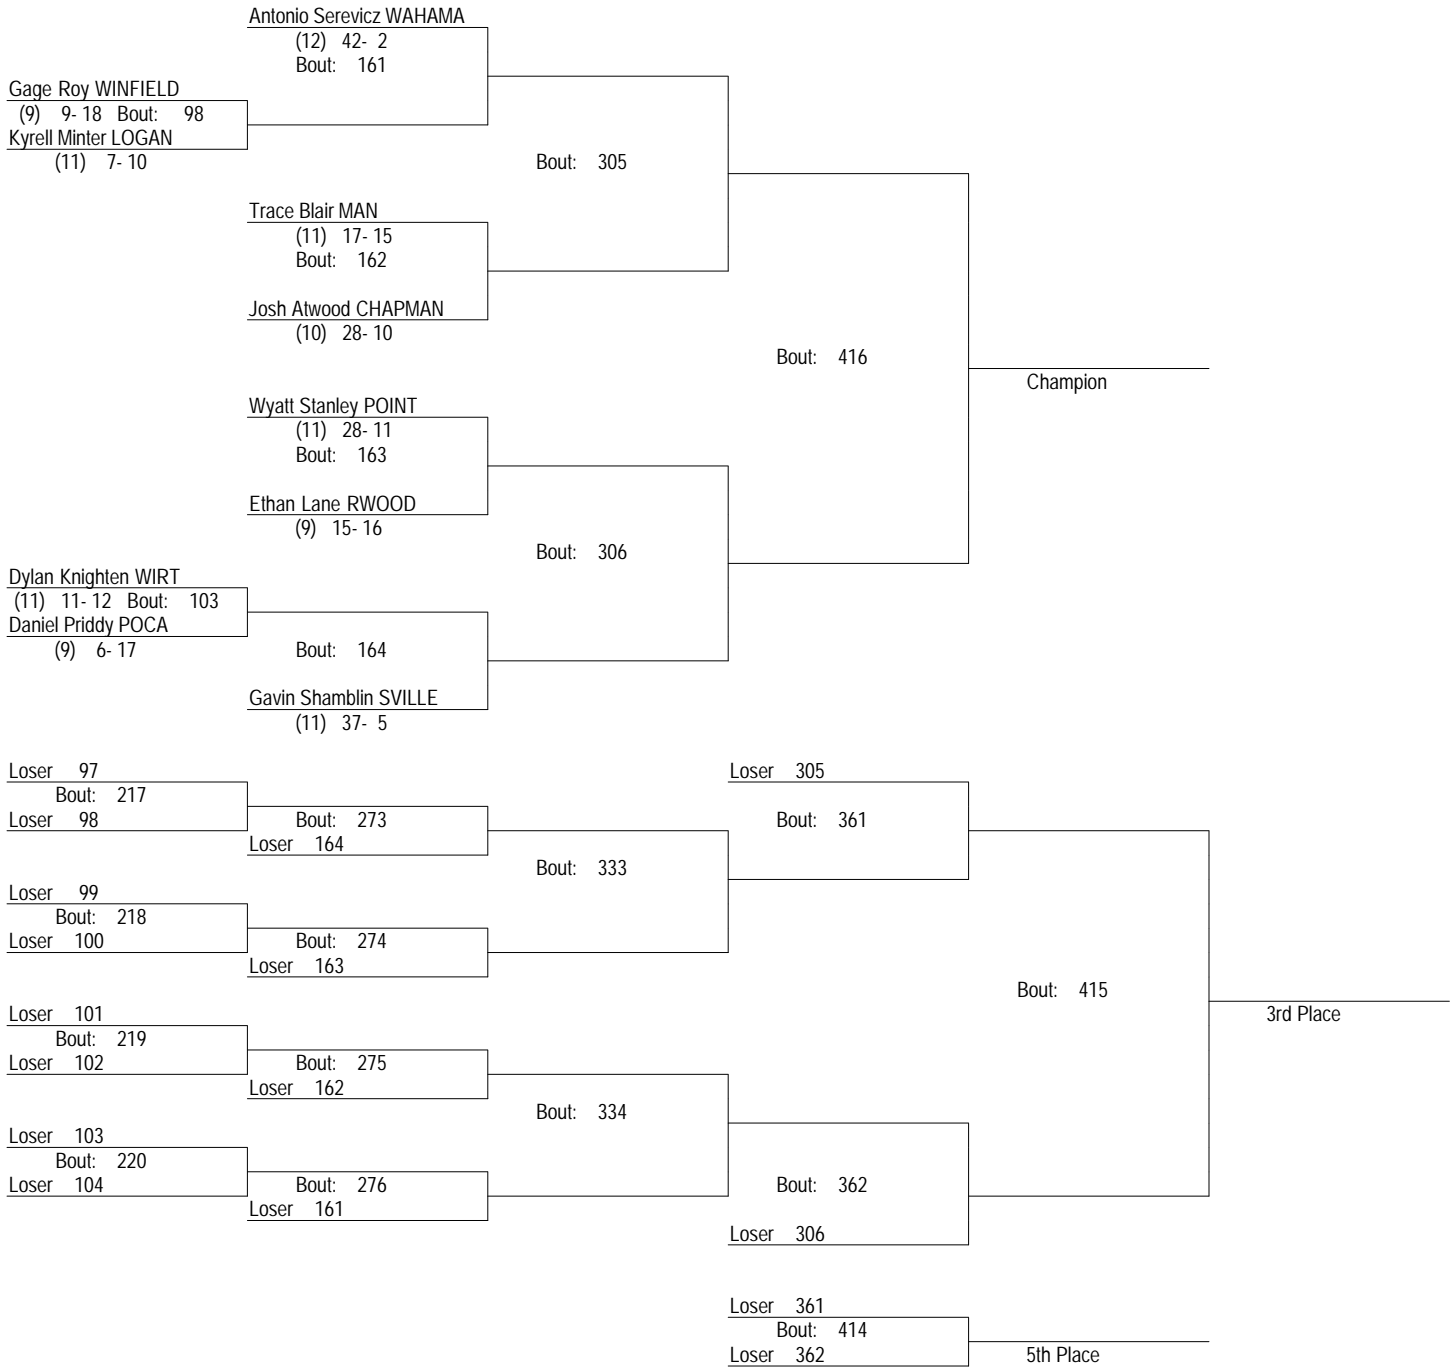 Antonio Serevicz WAHAMA
(12) 42- 2
Bout: 161
Gage Roy WINFIELD
(9) 9- 18 Bout: 98
Kyrell Minter LOGAN
(11) 7- 10
Bout: 305
Trace Blair MAN
(11) 17- 15
Bout: 162
Josh Atwood CHAPMAN
(10) 28- 10
Bout: 416
Champion
Wyatt Stanley POINT
(11) 28- 11
Bout: 163
Ethan Lane RWOOD
(9) 15- 16
Bout: 306
Dylan Knighten WIRT
(11) 11- 12 Bout: 103
Daniel Priddy POCA
(9) 6- 17
Bout: 164
Gavin Shamblin SVILLE
(11) 37- 5
Loser 97
Bout: 217
Loser 98
Bout: 273
Loser 164
Bout: 333
Loser 305
Bout: 361
Loser 99
Bout: 218
Loser 100
Bout: 274
Loser 163
Bout: 415
3rd Place
Loser 101
Bout: 219
Loser 102
Bout: 275
Loser 162
Bout: 334
Loser 103
Bout: 220
Loser 104
Bout: 276
Loser 161
Bout: 362
Loser 306
Loser 361
Bout: 414
Loser 362
5th Place